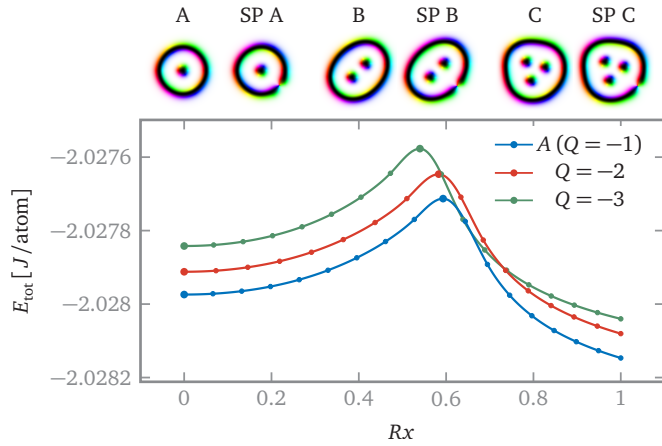 A SP A B SP B C SP C
A (Q = −1)
Q = −2
Q = −3
−2.0276
−2.0278
−2.028
−2.0282
E_tot [J/atom]
0 0.2 0.4 0.6 0.8 1
Rx